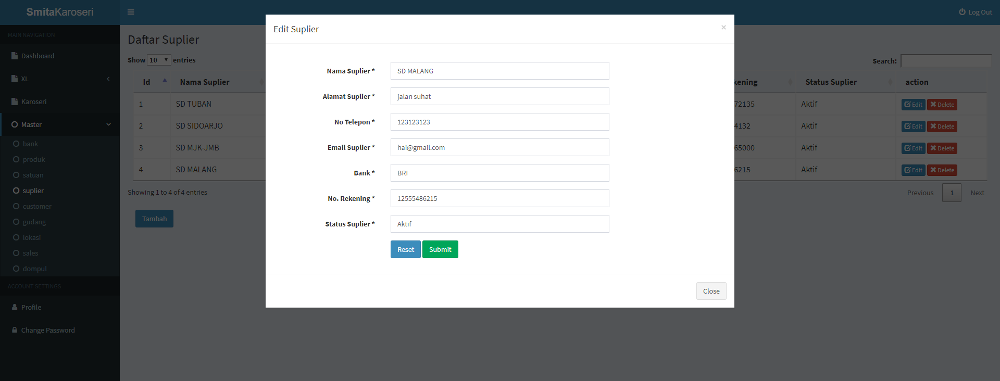 SmitaKaroseri
Log Out
MAIN NAVIGATION
Dashboard
XL
Karoseri
Master
bank
produk
satuan
suplier
customer
gudang
lokasi
sales
dompul
ACCOUNT SETTINGS
Profile
Change Password
Daftar Suplier
Show 10 entries
Search:
Id Nama Suplier kening Status Suplier action
1 SD TUBAN 72135 Aktif Edit Delete
2 SD SIDOARJO 4132 Aktif Edit Delete
3 SD MJK-JMB 65000 Aktif Edit Delete
4 SD MALANG 6215 Aktif Edit Delete
Showing 1 to 4 of 4 entries
Previous 1 Next
Tambah
Edit Suplier ×
Nama Suplier * SD MALANG
Alamat Suplier * jalan suhat
No Telepon * 123123123
Email Suplier * hai@gmail.com
Bank * BRI
No. Rekening * 12555486215
Status Suplier * Aktif
Reset Submit
Close